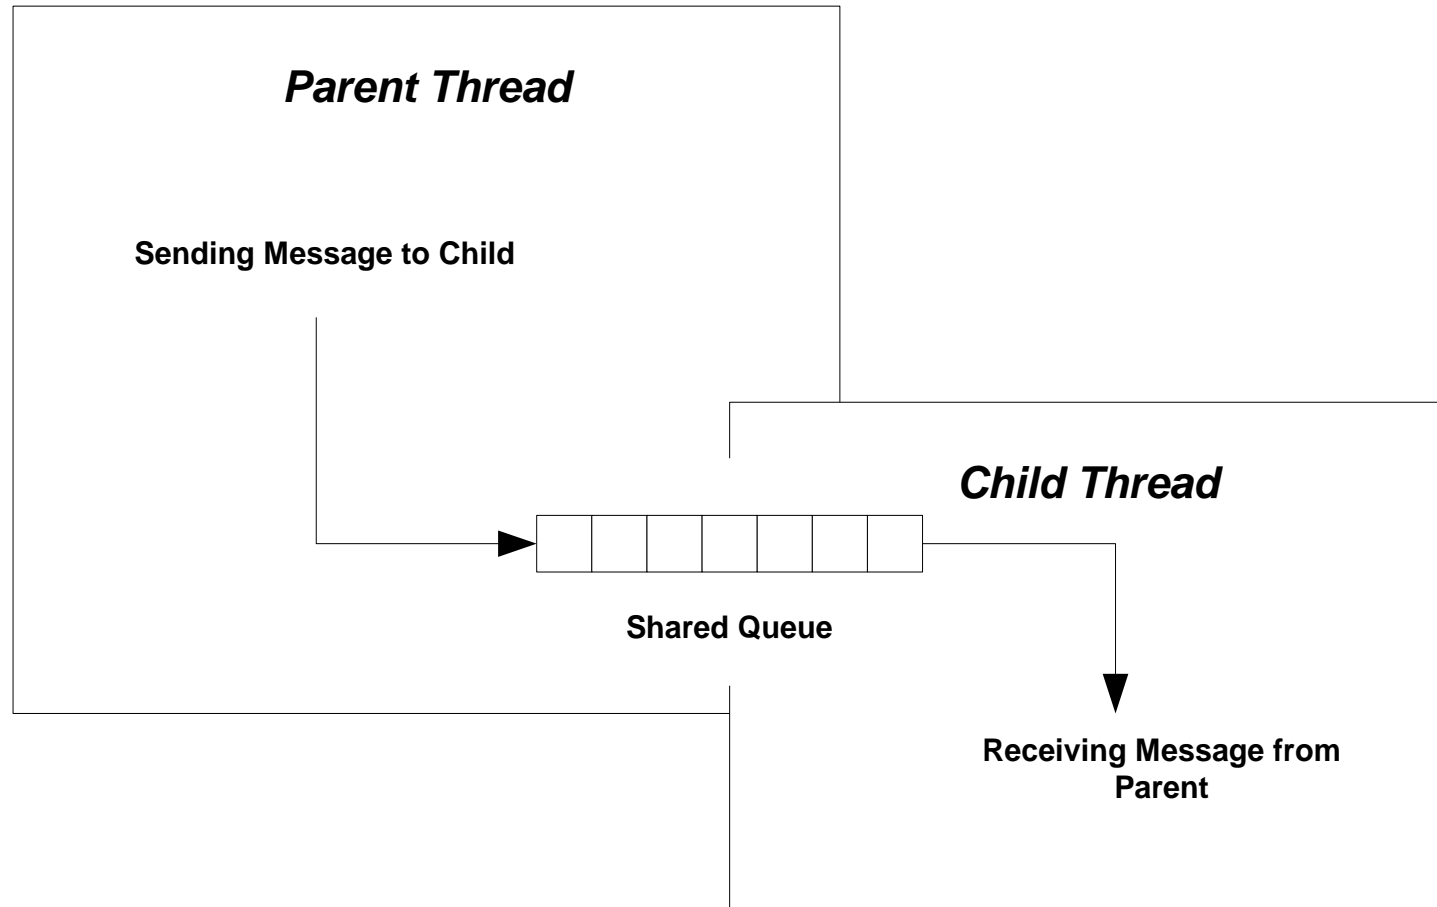 Parent Thread
Sending Message to Child
Child Thread
Shared Queue
Receiving Message from
Parent